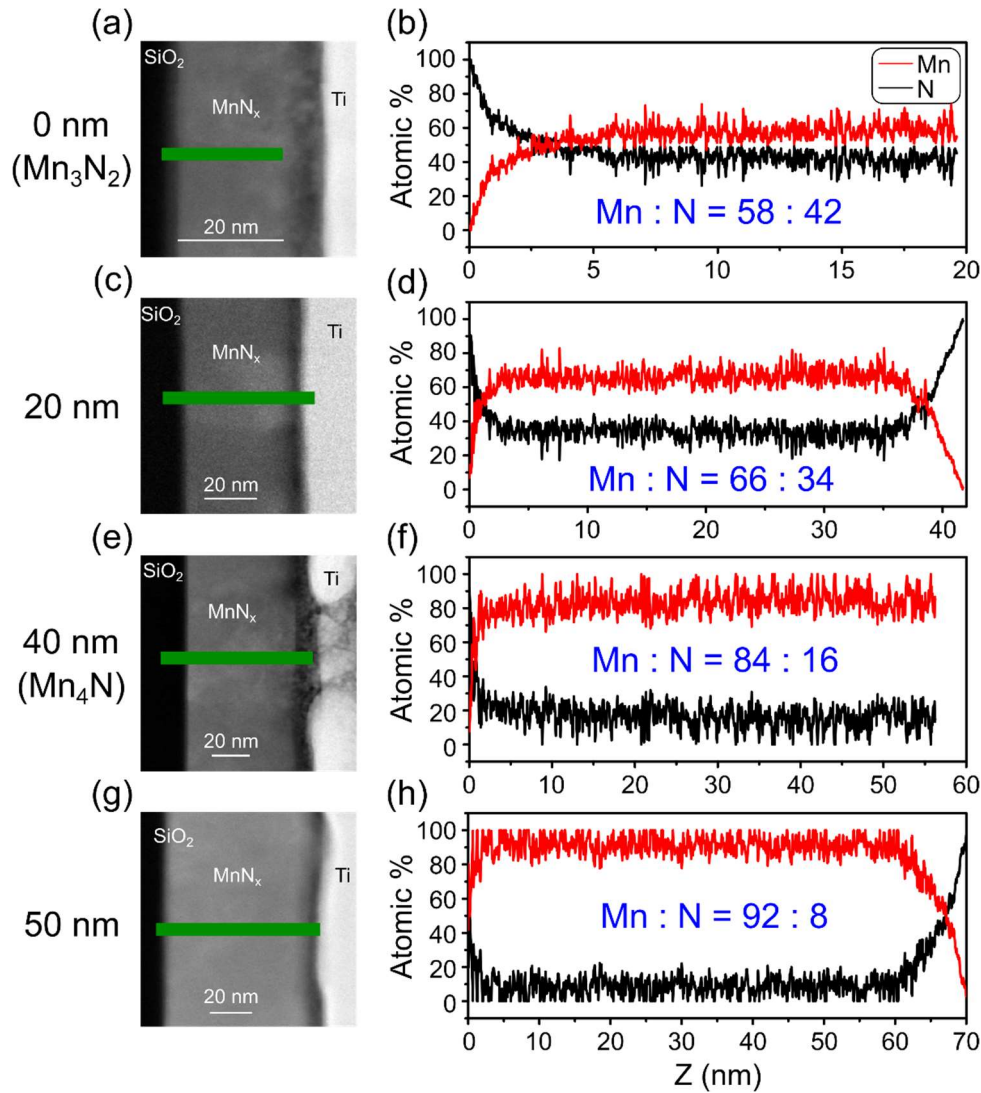 (a)
(b)
0 nm
(Mn₃N₂)
SiO₂
MnNₓ
Ti
20 nm
Atomic %
100
80
60
40
20
0
Mn
N
Mn : N = 58 : 42
0 5 10 15 20
(c)
(d)
20 nm
SiO₂
MnNₓ
Ti
20 nm
Atomic %
100
80
60
40
20
0
Mn : N = 66 : 34
0 10 20 30 40
(e)
(f)
40 nm
(Mn₄N)
SiO₂
MnNₓ
Ti
20 nm
Atomic %
100
80
60
40
20
0
Mn : N = 84 : 16
0 10 20 30 40 50 60
(g)
(h)
50 nm
SiO₂
MnNₓ
Ti
20 nm
Atomic %
100
80
60
40
20
0
Mn : N = 92 : 8
0 10 20 30 40 50 60 70
Z (nm)